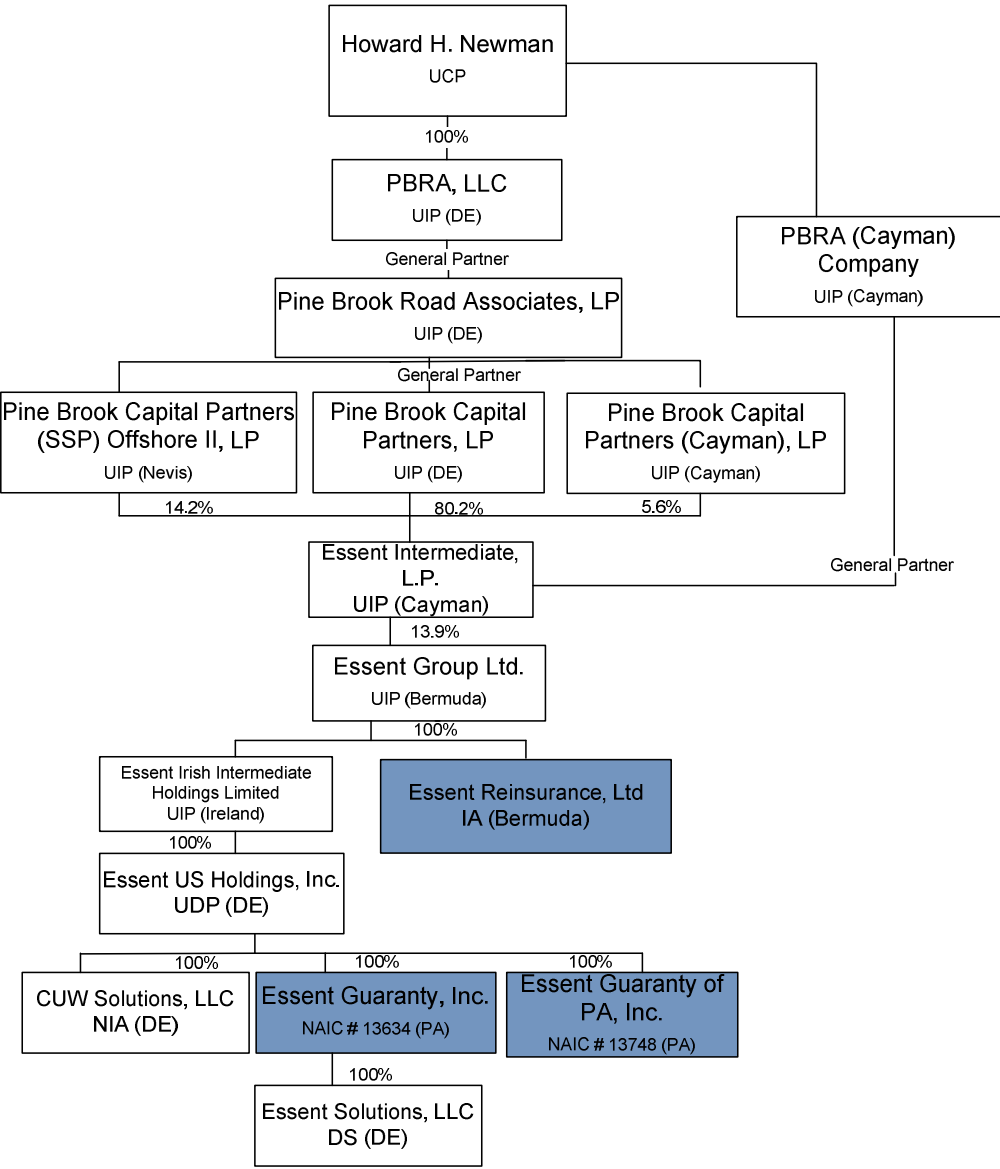 Howard H. Newman
UCP
100%
PBRA, LLC
UIP (DE)
General Partner
PBRA (Cayman)
Company
UIP (Cayman)
Pine Brook Road Associates, LP
UIP (DE)
General Partner
Pine Brook Capital Partners
(SSP) Offshore II, LP
UIP (Nevis)
Pine Brook Capital
Partners, LP
UIP (DE)
Pine Brook Capital
Partners (Cayman), LP
UIP (Cayman)
14.2%
80.2%
5.6%
Essent Intermediate,
L.P.
UIP (Cayman)
General Partner
13.9%
Essent Group Ltd.
UIP (Bermuda)
100%
Essent Irish Intermediate
Holdings Limited
UIP (Ireland)
Essent Reinsurance, Ltd
IA (Bermuda)
100%
Essent US Holdings, Inc.
UDP (DE)
100%
100%
100%
CUW Solutions, LLC
NIA (DE)
Essent Guaranty, Inc.
NAIC # 13634 (PA)
Essent Guaranty of
PA, Inc.
NAIC # 13748 (PA)
100%
Essent Solutions, LLC
DS (DE)